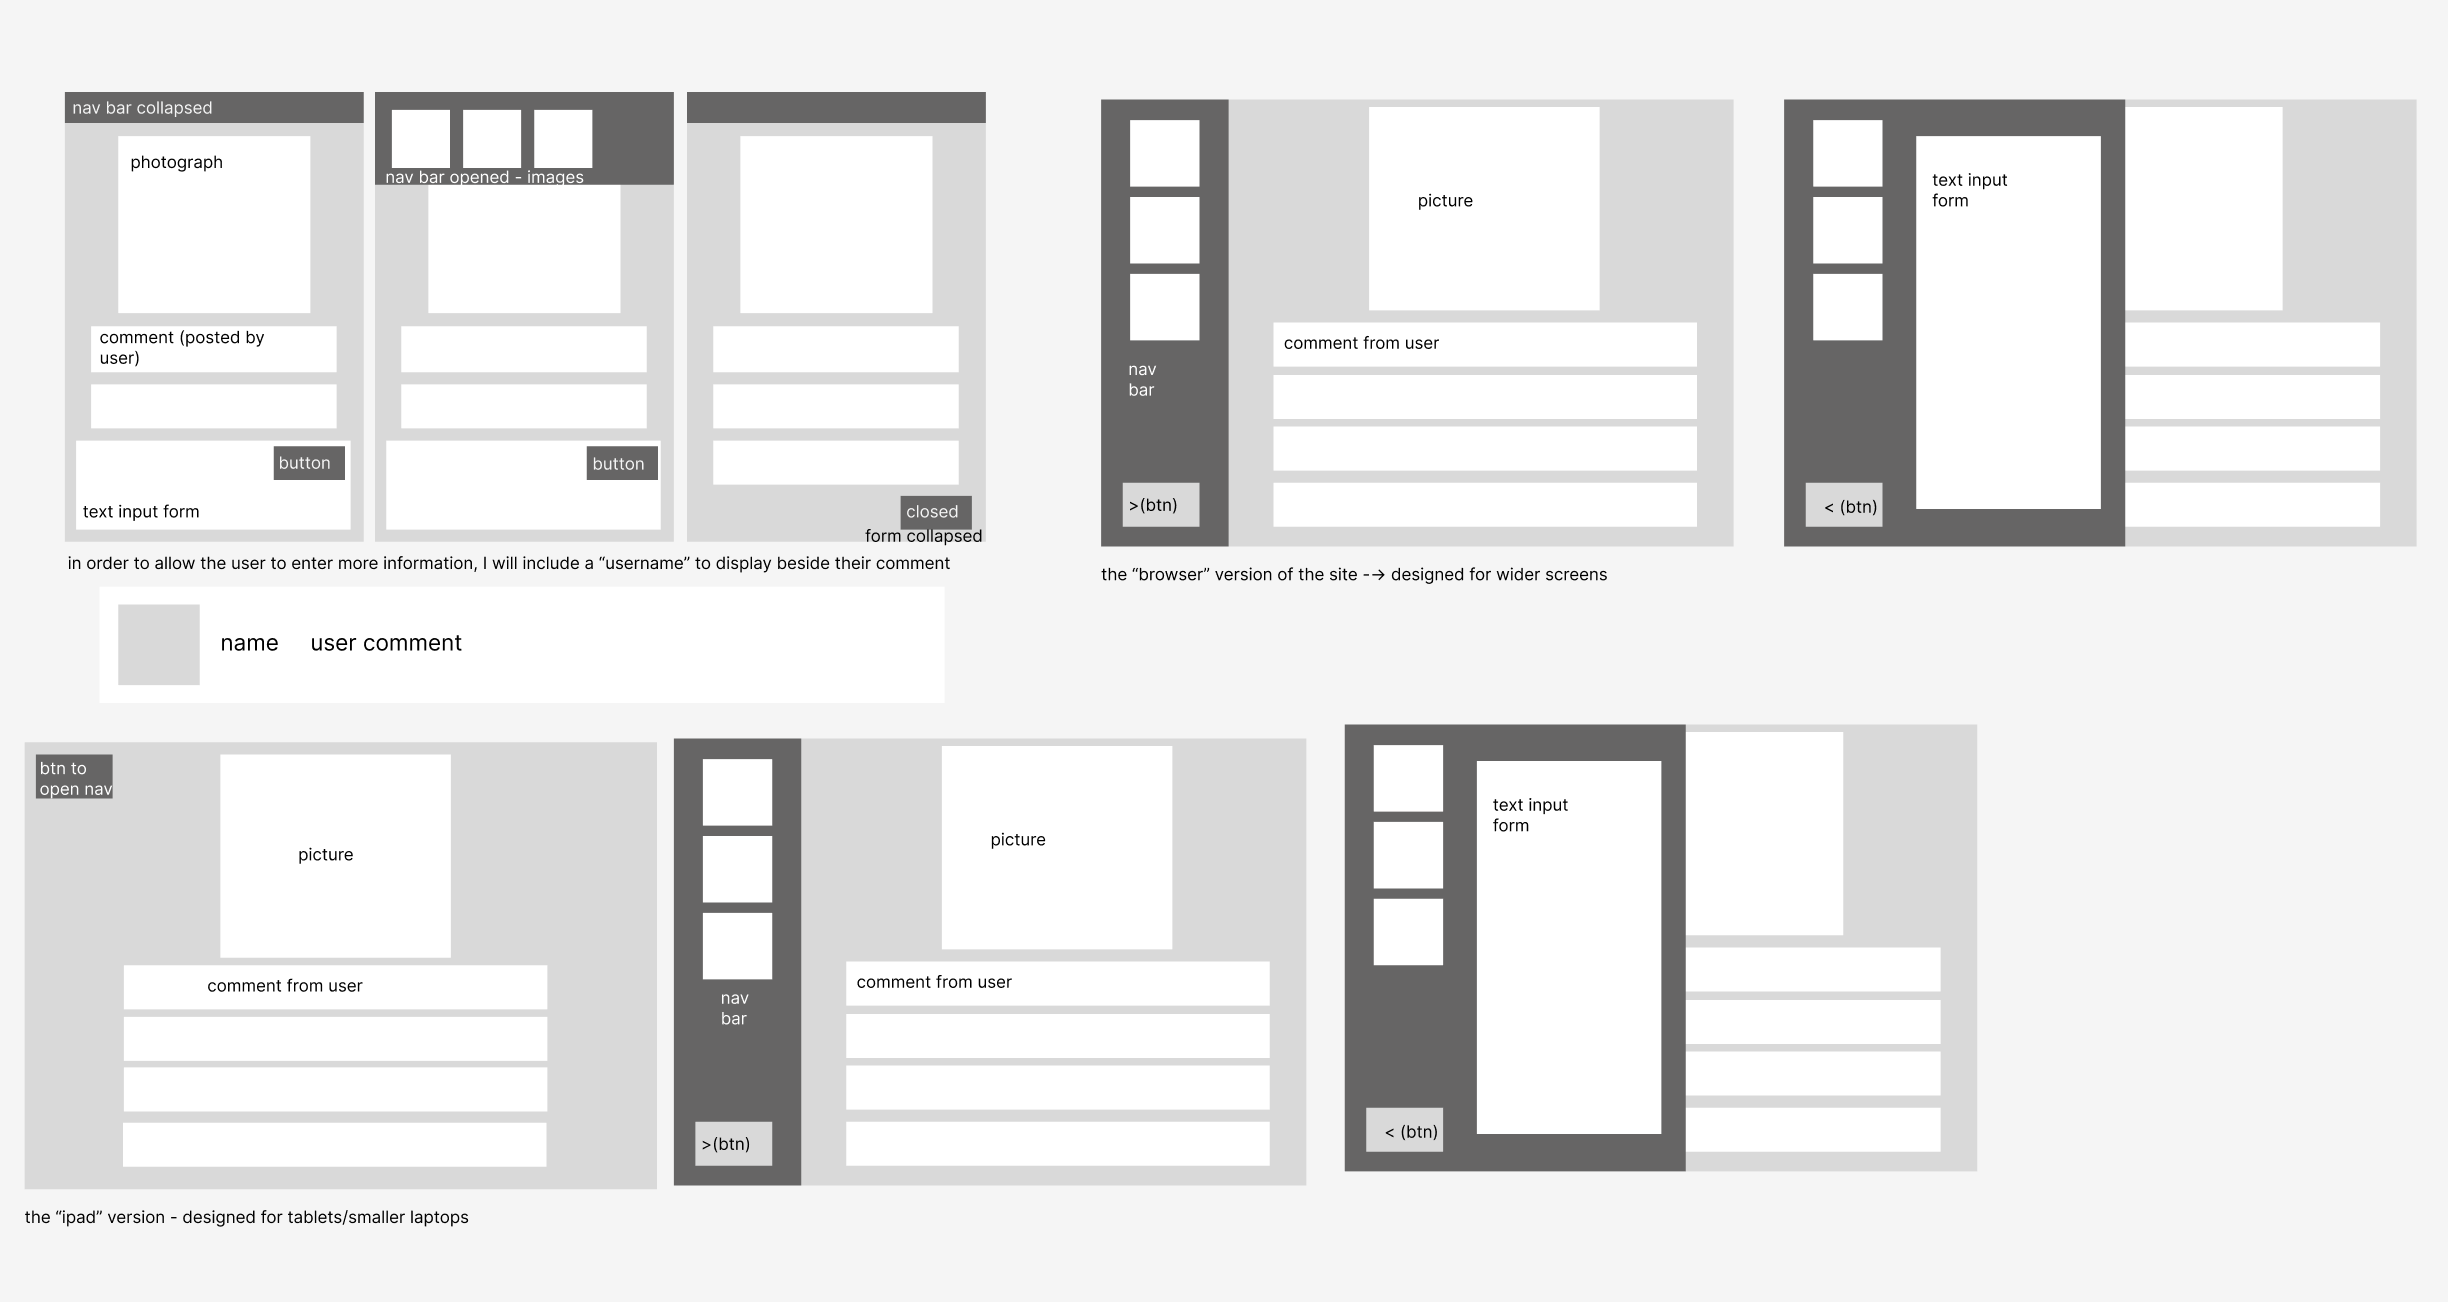 nav bar collapsed
photograph
comment (posted by
user)
button
text input form
nav bar opened - images
button
closed
form collapsed
in order to allow the user to enter more information, I will include a “username” to display beside their comment
name user comment
picture
comment from user
nav
bar
>(btn)
text input
form
< (btn)
the “browser” version of the site --> designed for wider screens
btn to
open nav
picture
comment from user
the “ipad” version - designed for tablets/smaller laptops
picture
comment from user
nav
bar
>(btn)
text input
form
< (btn)